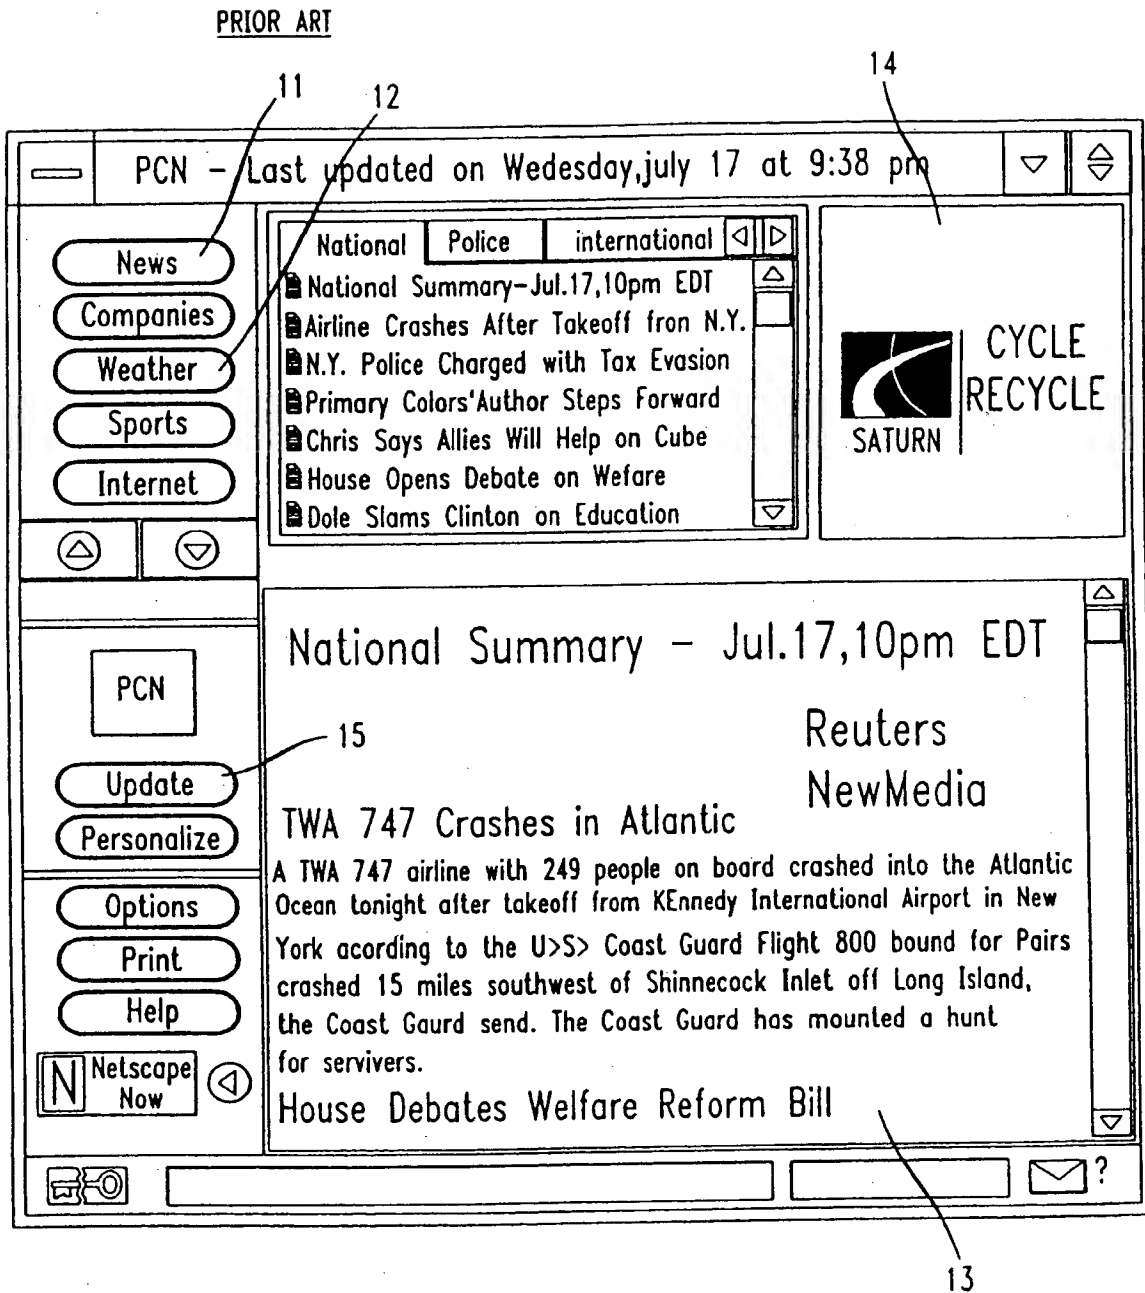 PRIOR ART
11
12
14
PCN - Last updated on Wedesday,july 17 at 9:38 pm
News
Companies
Weather
Sports
Internet
National Police international
National Summary-Jul.17,10pm EDT
Airline Crashes After Takeoff fron N.Y.
N.Y. Police Charged with Tax Evasion
Primary Colors'Author Steps Forward
Chris Says Allies Will Help on Cube
House Opens Debate on Wefare
Dole Slams Clinton on Education
SATURN
CYCLE
RECYCLE
PCN
15
Update
Personalize
Options
Print
Help
N
Netscape
Now
National Summary - Jul.17,10pm EDT
Reuters
NewMedia
TWA 747 Crashes in Atlantic
A TWA 747 airline with 249 people on board crashed into the Atlantic
Ocean tonight after takeoff from KEnnedy International Airport in New
York acording to the U>S> Coast Guard Flight 800 bound for Pairs
crashed 15 miles southwest of Shinnecock Inlet off Long Island,
the Coast Gaurd send. The Coast Guard has mounted a hunt
for servivers.
House Debates Welfare Reform Bill
?
13